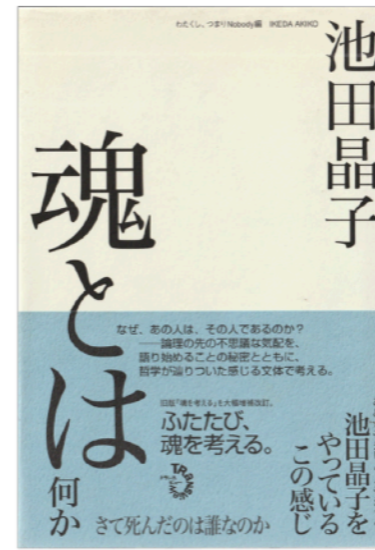 わたくし、つまりNobody編　IKEDA AKIKO
池田晶子
魂とは
何か
さて死んだのは誰なのか
なぜ、あの人は、その人であるのか?
——論理の先の不思議な気配を、
語り始めることの秘密とともに、
哲学が辿りついた感じる文体で考える。
旧版『魂を考える』を大幅増補改訂。
ふたたび、
魂を考える。
池田晶子を
やっている
この感じ